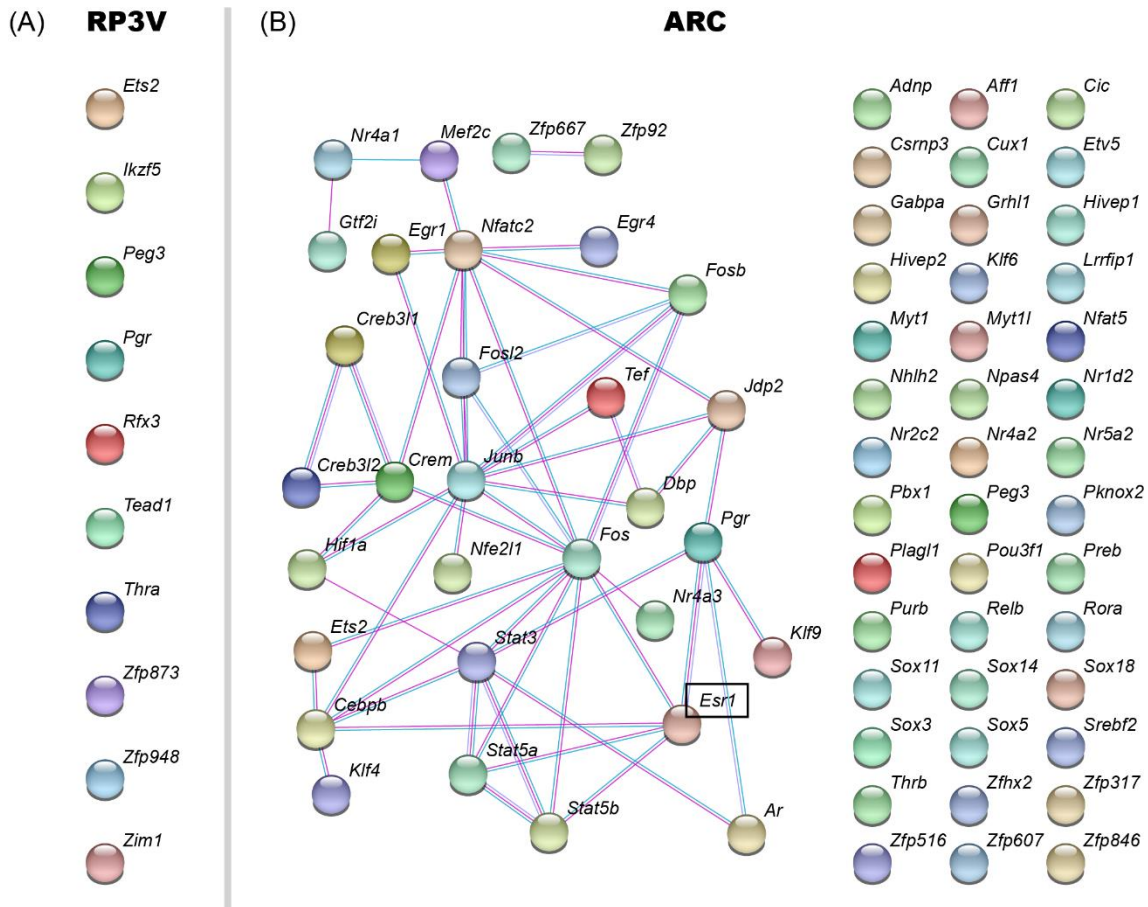 (A) RP3V
Ets2
Ikzf5
Peg3
Pgr
Rfx3
Tead1
Thra
Zfp873
Zfp948
Zim1
(B) ARC
Nr4a1
Mef2c
Zfp667
Zfp92
Gtf2i
Egr1
Nfatc2
Egr4
Fosb
Creb3l1
Fosl2
Tef
Jdp2
Creb3l2
Crem
Junb
Dbp
Pgr
Hif1a
Nfe2l1
Fos
Nr4a3
Klf9
Ets2
Stat3
Esr1
Cebpb
Stat5a
Klf4
Stat5b
Ar
Adnp Aff1 Cic
Csrnp3 Cux1 Etv5
Gabpa Grhl1 Hivep1
Hivep2 Klf6 Lrrfip1
Myt1 Myt1l Nfat5
Nhlh2 Npas4 Nr1d2
Nr2c2 Nr4a2 Nr5a2
Pbx1 Peg3 Pknox2
Plagl1 Pou3f1 Preb
Purb Relb Rora
Sox11 Sox14 Sox18
Sox3 Sox5 Srebf2
Thrb Zfhx2 Zfp317
Zfp516 Zfp607 Zfp846